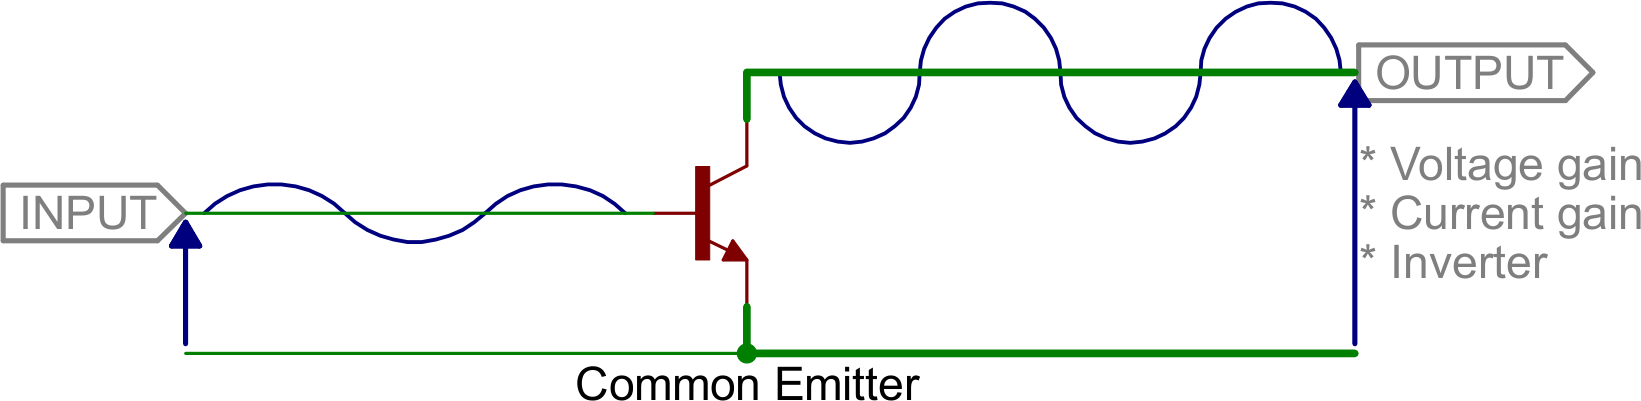 INPUT
OUTPUT
* Voltage gain
* Current gain
* Inverter
Common Emitter